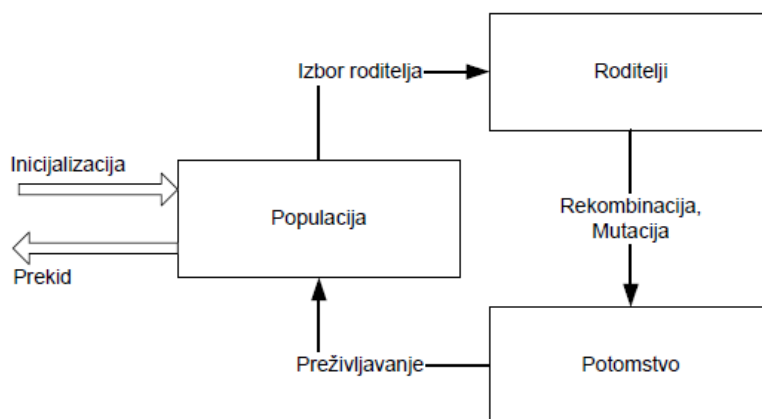 Izbor roditelja
Roditelji
Inicijalizacija
Populacija
Rekombinacija,
Mutacija
Prekid
Preživljavanje
Potomstvo